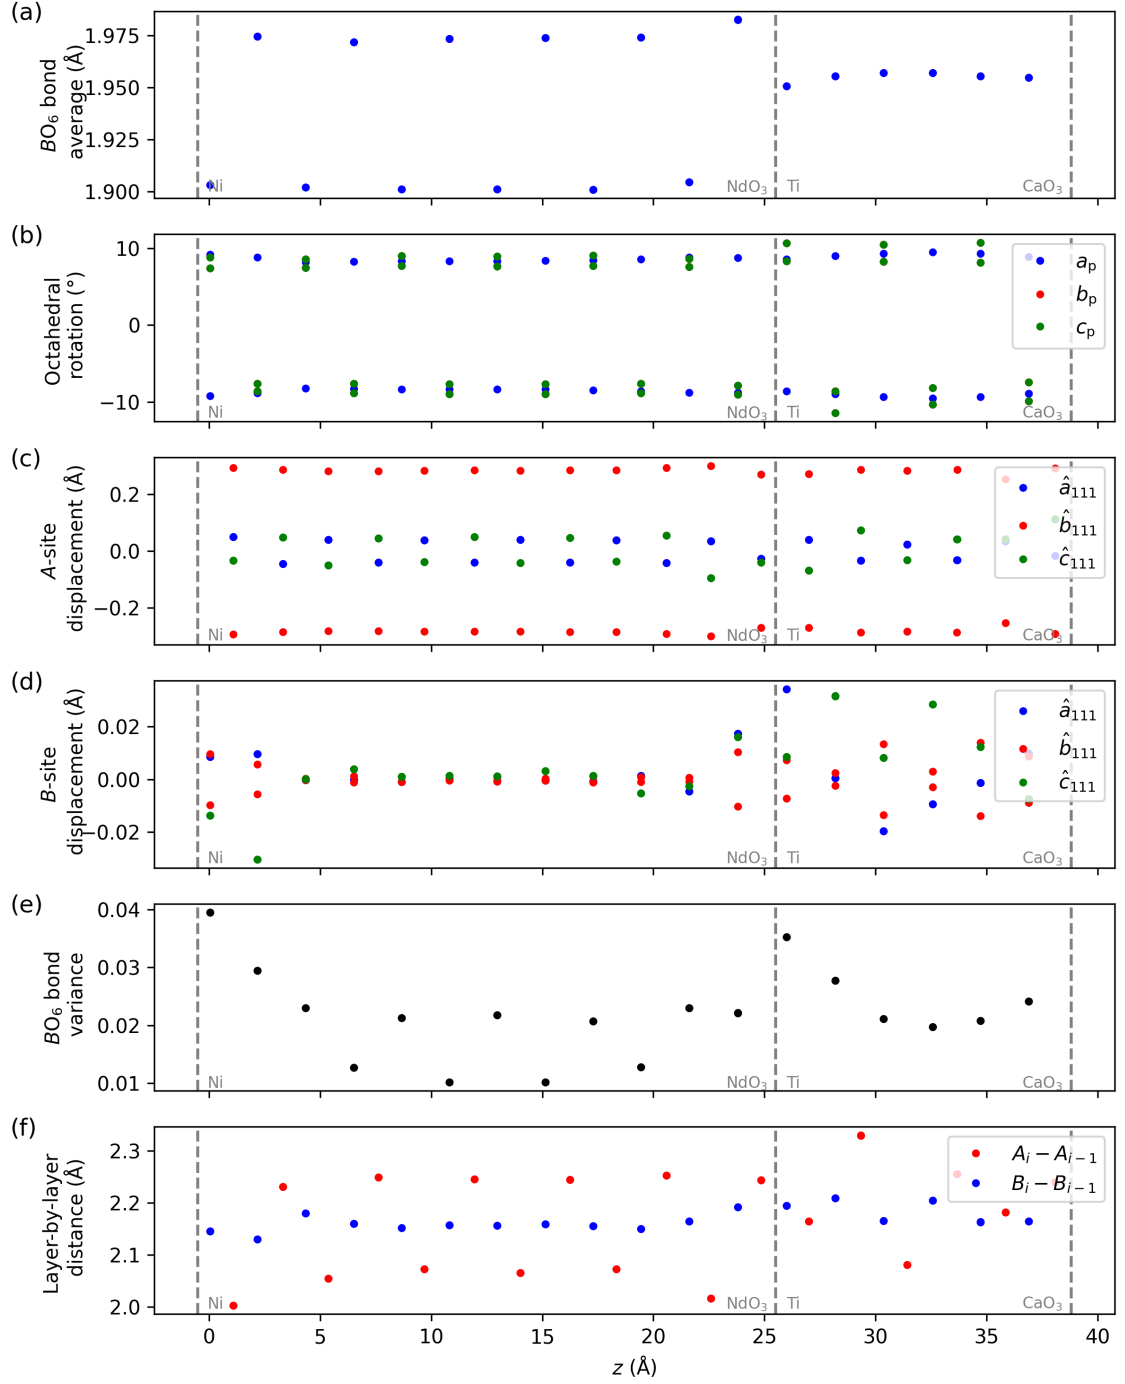 (a)
BO₆ bond
average (Å)
1.975
1.950
1.925
1.900
Ni
NdO₃
Ti
CaO₃
(b)
Octahedral
rotation (°)
10
0
−10
Ni
NdO₃
Ti
CaO₃
aₚ
bₚ
cₚ
(c)
A-site
displacement (Å)
0.2
0.0
−0.2
Ni
NdO₃
Ti
CaO₃
â₁₁₁
b̂₁₁₁
ĉ₁₁₁
(d)
B-site
displacement (Å)
0.02
0.00
−0.02
Ni
NdO₃
Ti
CaO₃
â₁₁₁
b̂₁₁₁
ĉ₁₁₁
(e)
BO₆ bond
variance
0.04
0.03
0.02
0.01
Ni
NdO₃
Ti
CaO₃
(f)
Layer-by-layer
distance (Å)
2.3
2.2
2.1
2.0
Ni
NdO₃
Ti
CaO₃
Aᵢ − Aᵢ₋₁
Bᵢ − Bᵢ₋₁
0 5 10 15 20 25 30 35 40
z (Å)